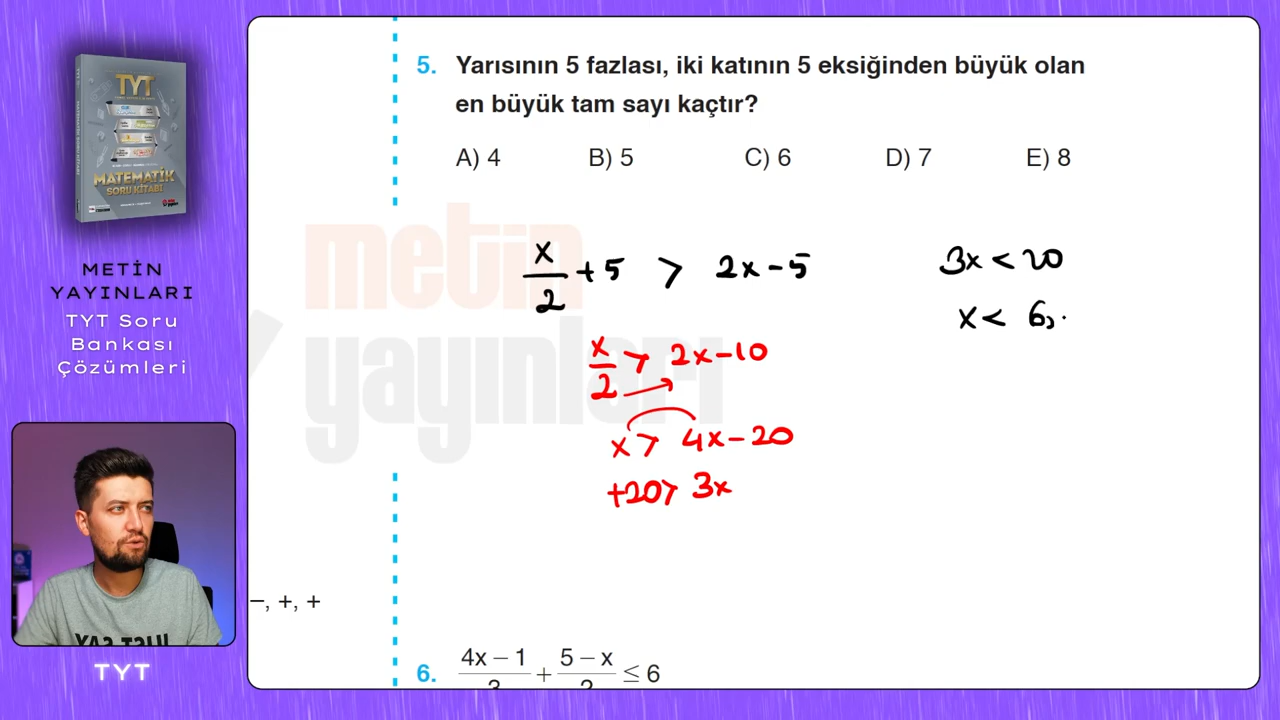 TYT
MATEMATİK
SORU KİTABI
METİN
YAYINLARI
TYT Soru
Bankası
Çözümleri
TYT
5. Yarısının 5 fazlası, iki katının 5 eksiğinden büyük olan
en büyük tam sayı kaçtır?
A) 4 B) 5 C) 6 D) 7 E) 8
metin
yayınları
x/2 + 5 > 2x - 5
x/2 > 2x - 10
x > 4x - 20
+20 > 3x
3x < 20
x < 6,.
–, +, +
6. (4x – 1)/3 + (5 – x)/2 ≤ 6